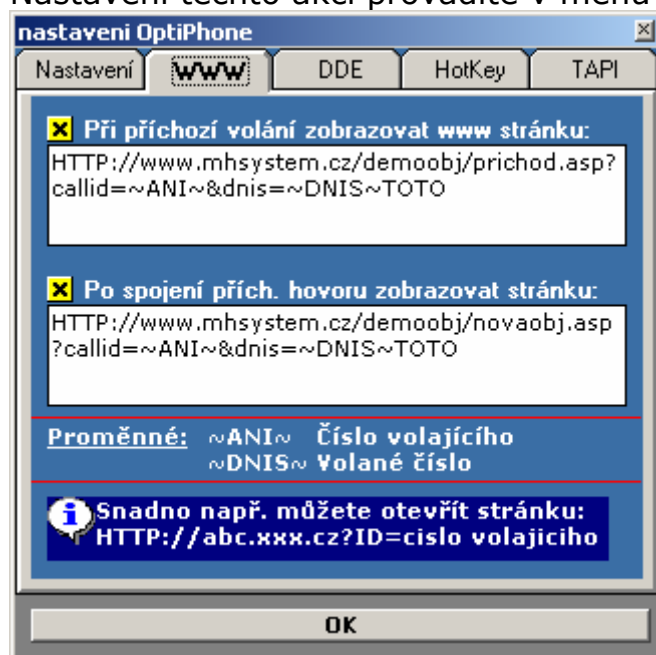 Nastavení těchto akcí provádíte v menu
nastaveni OptiPhone
Nastavení WWW DDE HotKey TAPI
Při příchozí volání zobrazovat www stránku:
HTTP://www.mhsystem.cz/demoobj/prichod.asp?
callid=~ANI~&dnis=~DNIS~TOTO
Po spojení přích. hovoru zobrazovat stránku:
HTTP://www.mhsystem.cz/demoobj/novaobj.asp
?callid=~ANI~&dnis=~DNIS~TOTO
Proměnné: ~ANI~ Číslo volajícího
~DNIS~ Volané číslo
Snadno např. můžete otevřít stránku:
HTTP://abc.xxx.cz?ID=cislo volajiciho
OK